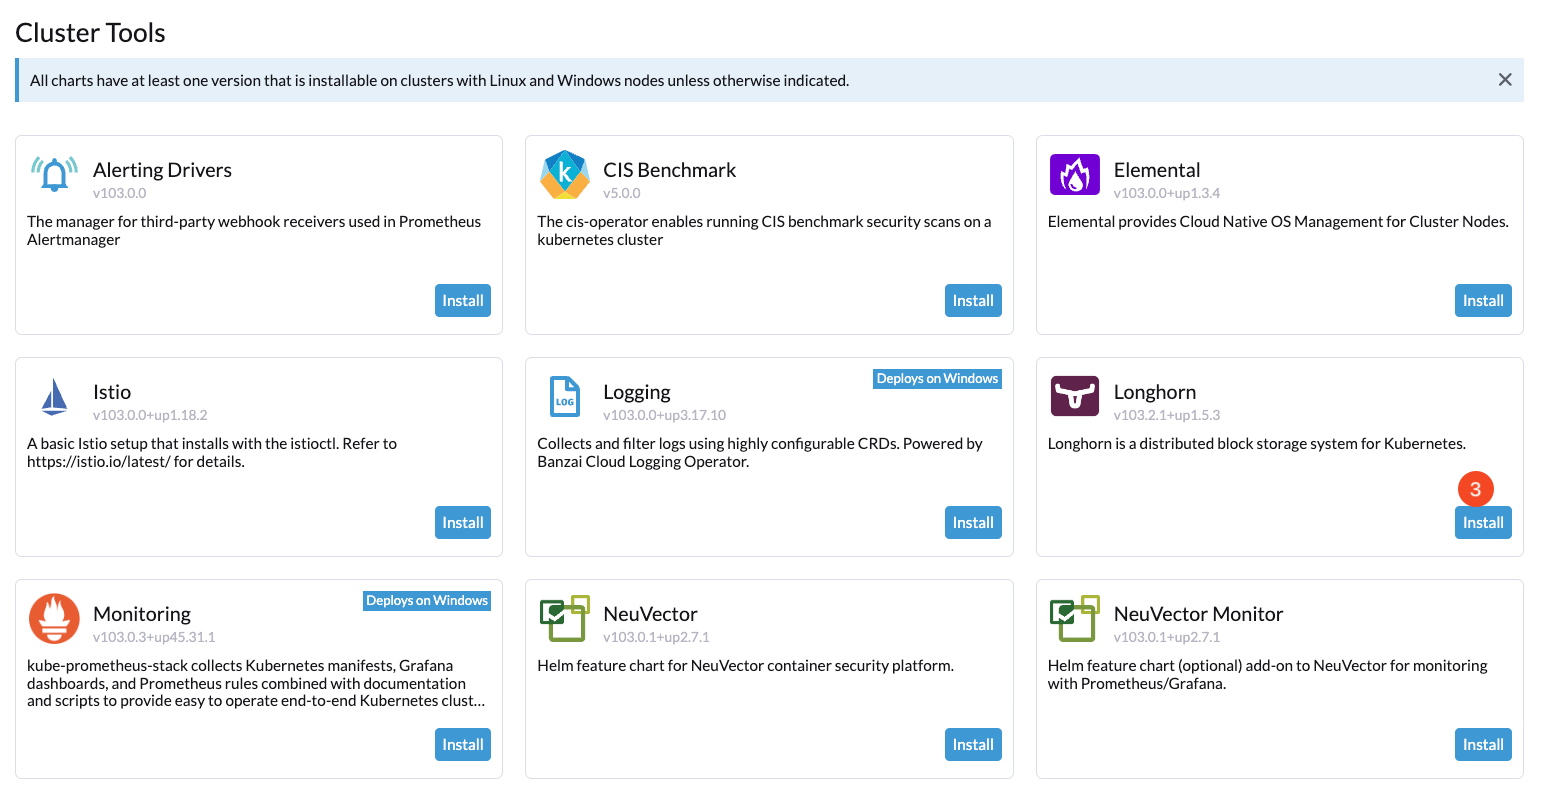 Cluster Tools
All charts have at least one version that is installable on clusters with Linux and Windows nodes unless otherwise indicated.
Alerting Drivers
v103.0.0
The manager for third-party webhook receivers used in Prometheus
Alertmanager
Install
k
CIS Benchmark
v5.0.0
The cis-operator enables running CIS benchmark security scans on a
kubernetes cluster
Install
Elemental
v103.0.0+up1.3.4
Elemental provides Cloud Native OS Management for Cluster Nodes.
Install
Istio
v103.0.0+up1.18.2
A basic Istio setup that installs with the istioctl. Refer to
https://istio.io/latest/ for details.
Install
Deploys on Windows
LOG
Logging
v103.0.0+up3.17.10
Collects and filter logs using highly configurable CRDs. Powered by
Banzai Cloud Logging Operator.
Install
Longhorn
v103.2.1+up1.5.3
Longhorn is a distributed block storage system for Kubernetes.
3
Install
Deploys on Windows
Monitoring
v103.0.3+up45.31.1
kube-prometheus-stack collects Kubernetes manifests, Grafana
dashboards, and Prometheus rules combined with documentation
and scripts to provide easy to operate end-to-end Kubernetes clust...
Install
NeuVector
v103.0.1+up2.7.1
Helm feature chart for NeuVector container security platform.
Install
NeuVector Monitor
v103.0.1+up2.7.1
Helm feature chart (optional) add-on to NeuVector for monitoring
with Prometheus/Grafana.
Install